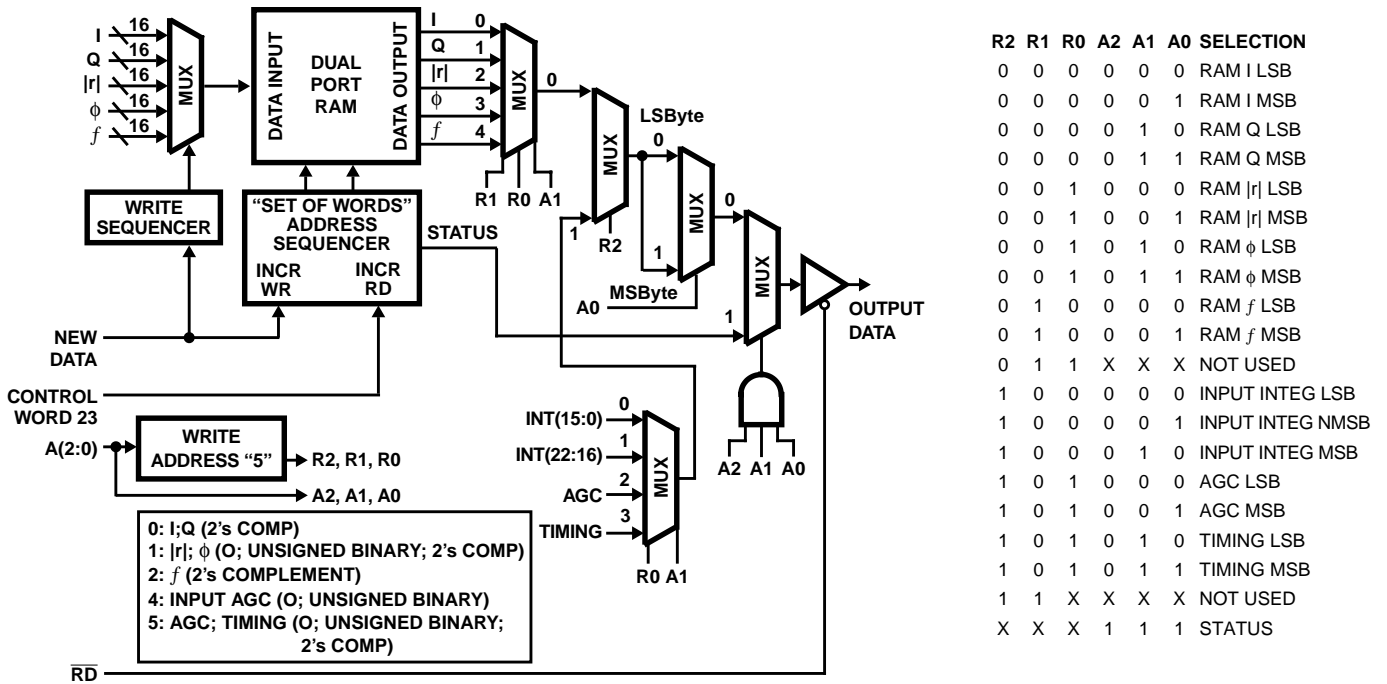 I 16
Q 16
|r| 16
ϕ 16
f 16
MUX
DATA INPUT
DUAL
PORT
RAM
DATA OUTPUT
I 0
Q 1
|r| 2
ϕ 3
f 4
MUX
0
R1 R0 A1
WRITE
SEQUENCER
“SET OF WORDS”
ADDRESS
SEQUENCER
INCR
WR
INCR
RD
STATUS
MUX
1
R2
LSByte
0
1
MSByte
MUX
A0
0
1
MUX
OUTPUT
DATA
A2 A1 A0
NEW
DATA
CONTROL
WORD 23
A(2:0)
WRITE
ADDRESS “5”
R2, R1, R0
A2, A1, A0
INT(15:0) 0
INT(22:16) 1
AGC 2
TIMING 3
MUX
R0 A1
0: I;Q (2’s COMP)
1: |r|; ϕ (O; UNSIGNED BINARY; 2’s COMP)
2: f (2’s COMPLEMENT)
4: INPUT AGC (O; UNSIGNED BINARY)
5: AGC; TIMING (O; UNSIGNED BINARY;
2’s COMP)
R̅D̅
R2 R1 R0 A2 A1 A0 SELECTION
0 0 0 0 0 0 RAM I LSB
0 0 0 0 0 1 RAM I MSB
0 0 0 0 1 0 RAM Q LSB
0 0 0 0 1 1 RAM Q MSB
0 0 1 0 0 0 RAM |r| LSB
0 0 1 0 0 1 RAM |r| MSB
0 0 1 0 1 0 RAM ϕ LSB
0 0 1 0 1 1 RAM ϕ MSB
0 1 0 0 0 0 RAM f LSB
0 1 0 0 0 1 RAM f MSB
0 1 1 X X X NOT USED
1 0 0 0 0 0 INPUT INTEG LSB
1 0 0 0 0 1 INPUT INTEG NMSB
1 0 0 0 1 0 INPUT INTEG MSB
1 0 1 0 0 0 AGC LSB
1 0 1 0 0 1 AGC MSB
1 0 1 0 1 0 TIMING LSB
1 0 1 0 1 1 TIMING MSB
1 1 X X X X NOT USED
X X X 1 1 1 STATUS